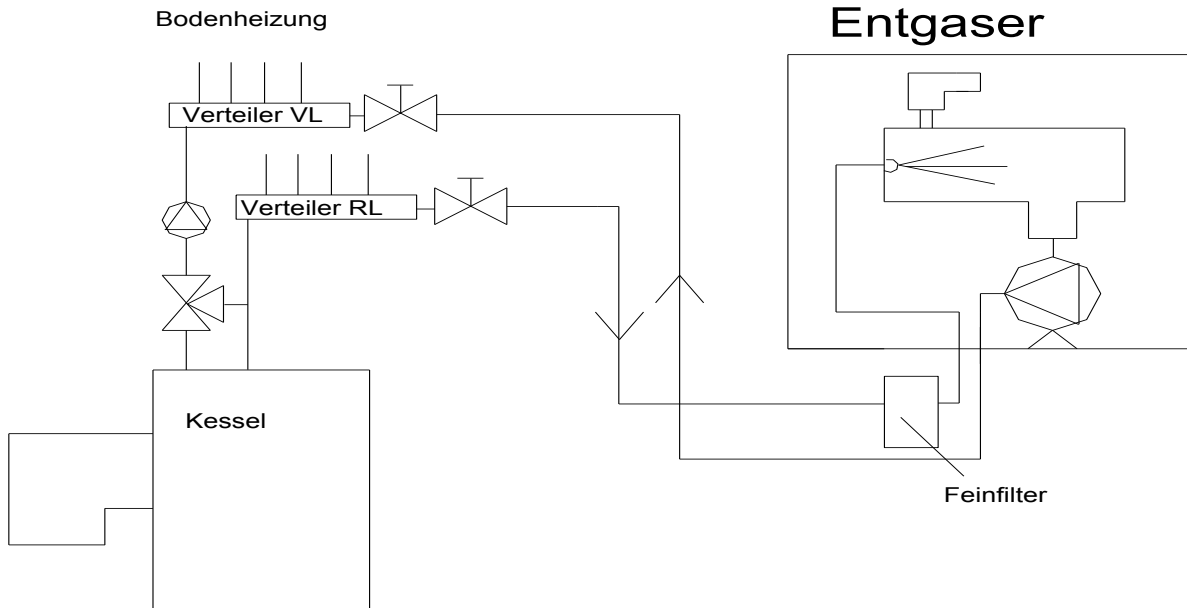 Bodenheizung
Entgaser
Verteiler VL
Verteiler RL
Kessel
Feinfilter